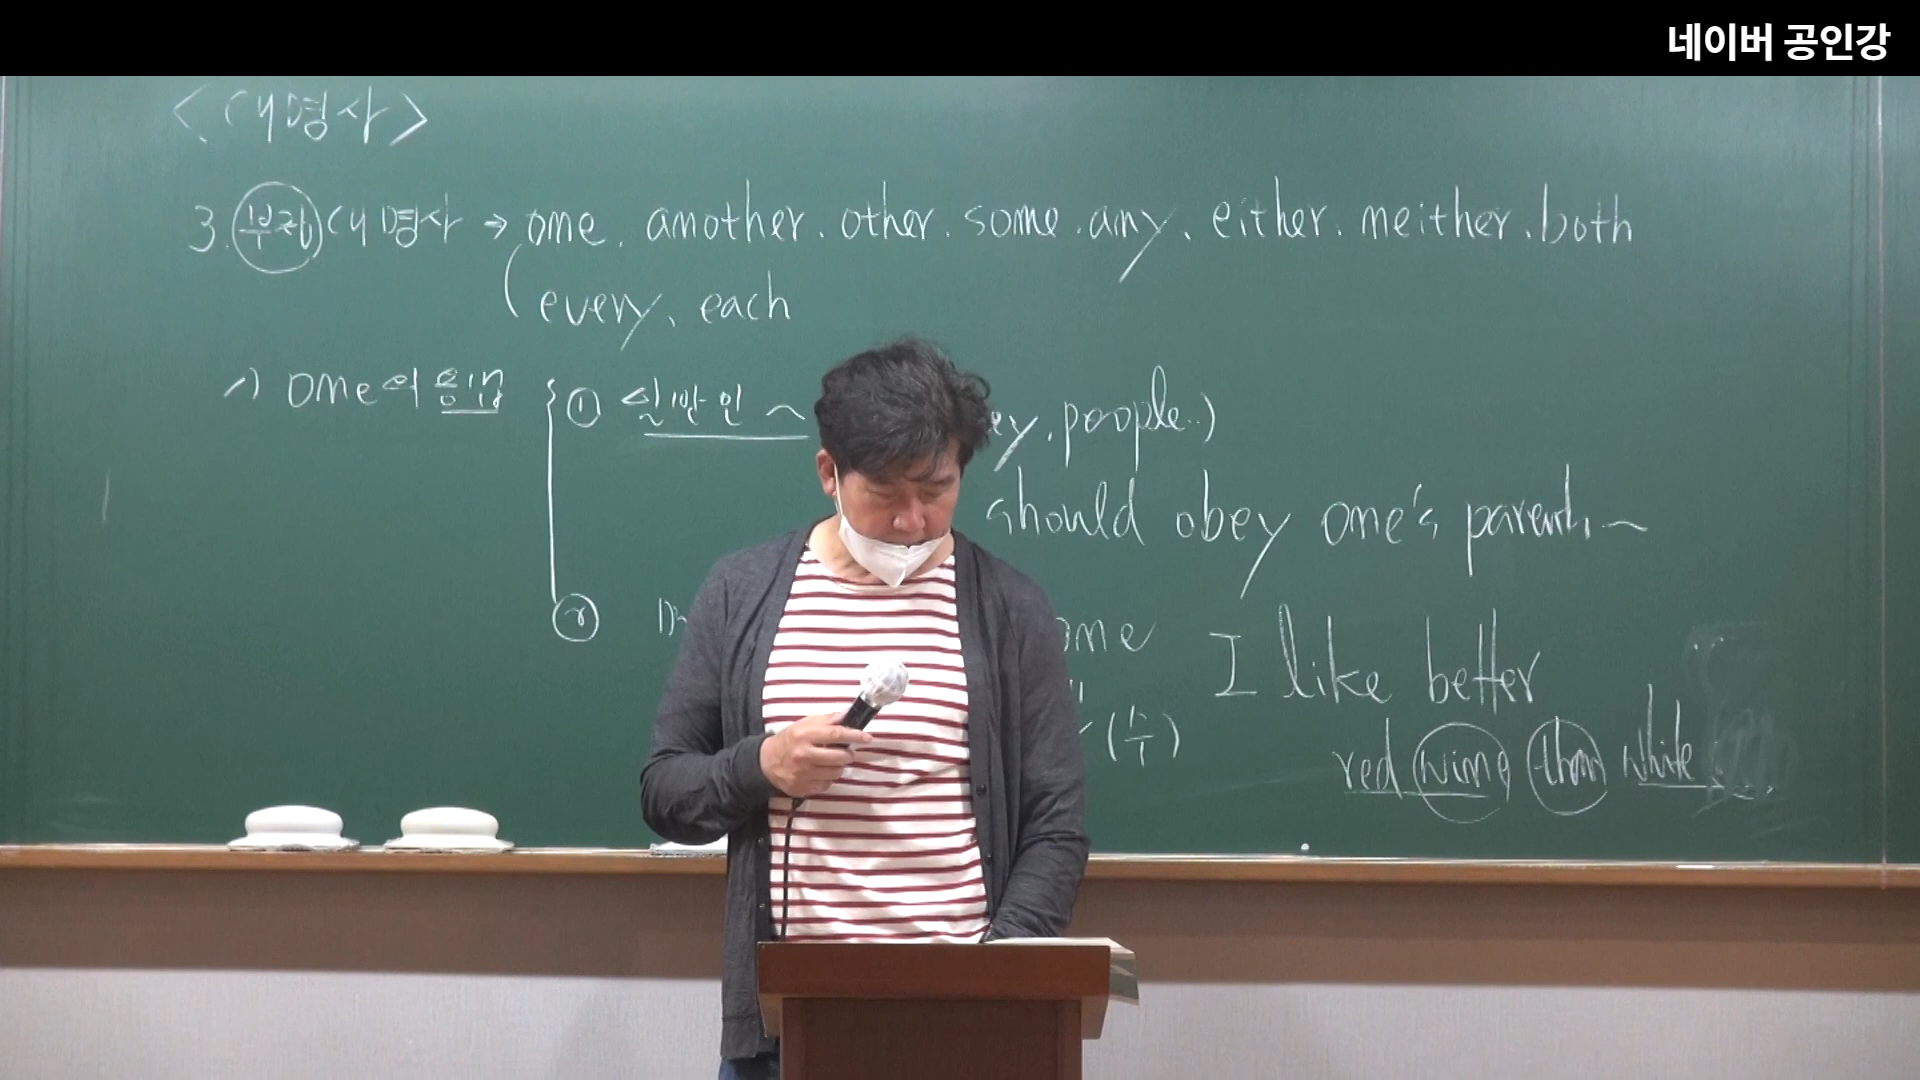 네이버 공인강
<대명사>
3. 부정대명사 → one. another. other. some. any. either. neither. both
every. each
1) one의 용법 ① 일반인 ~ ey. people..)
should obey one's parents ~
② one I like better
(수) red wine than white